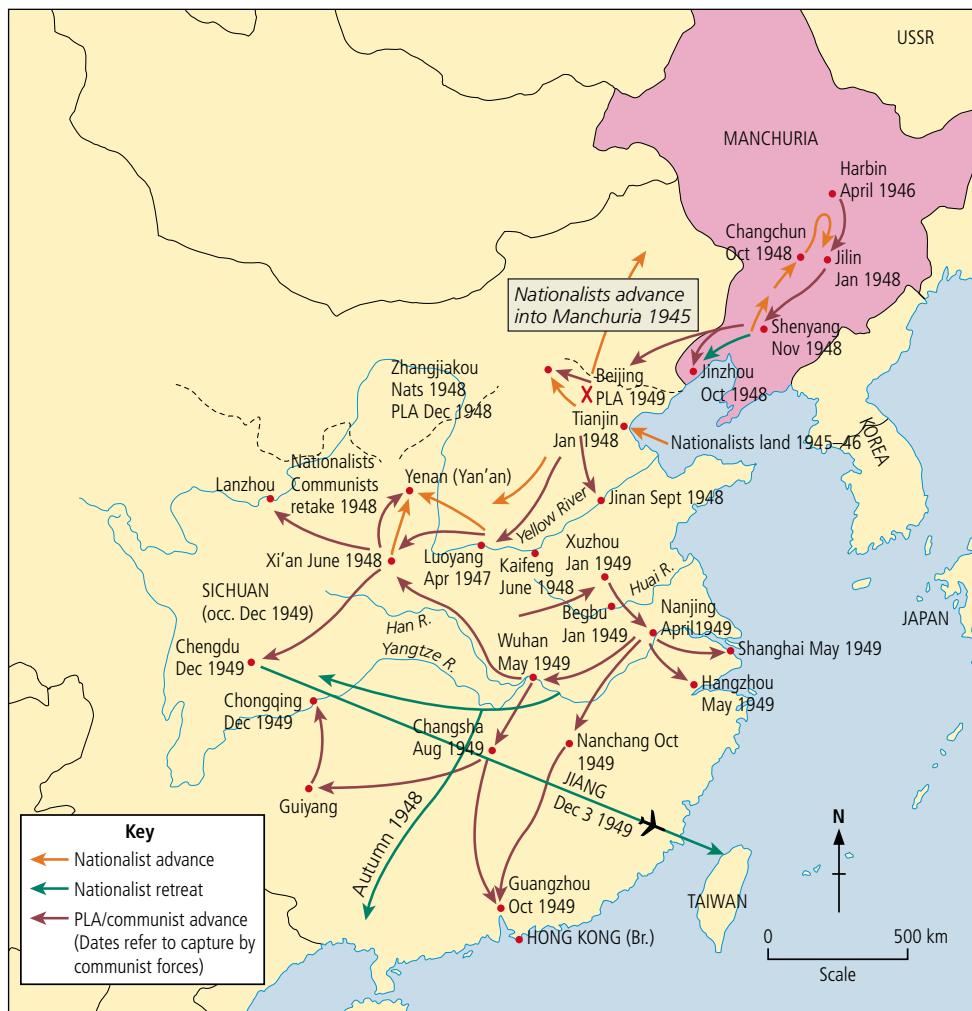 USSR
MANCHURIA
Harbin
April 1946
Changchun
Oct 1948
Jilin
Jan 1948
Nationalists advance
into Manchuria 1945
Shenyang
Nov 1948
Zhangjiakou
Nats 1948
PLA Dec 1948
Beijing
PLA 1949
Jinzhou
Oct 1948
Tianjin
Jan 1948
Nationalists land 1945–46
KOREA
Nationalists
Communists
retake 1948
Lanzhou
Yenan (Yan'an)
Jinan Sept 1948
Yellow River
Xi'an June 1948
Luoyang
Apr 1947
Kaifeng
June 1948
Xuzhou
Jan 1949
Huai R.
SICHUAN
(occ. Dec 1949)
Begbu
Jan 1949
Nanjing
April1949
JAPAN
Han R.
Yangtze R.
Wuhan
May 1949
Shanghai May 1949
Chengdu
Dec 1949
Hangzhou
May 1949
Chongqing
Dec 1949
Changsha
Aug 1949
Nanchang Oct
1949
JIANG
Dec 3 1949
Guiyang
Autumn 1948
Guangzhou
Oct 1949
HONG KONG (Br.)
TAIWAN
N
0 500 km
Scale
Key
Nationalist advance
Nationalist retreat
PLA/communist advance
(Dates refer to capture by
communist forces)